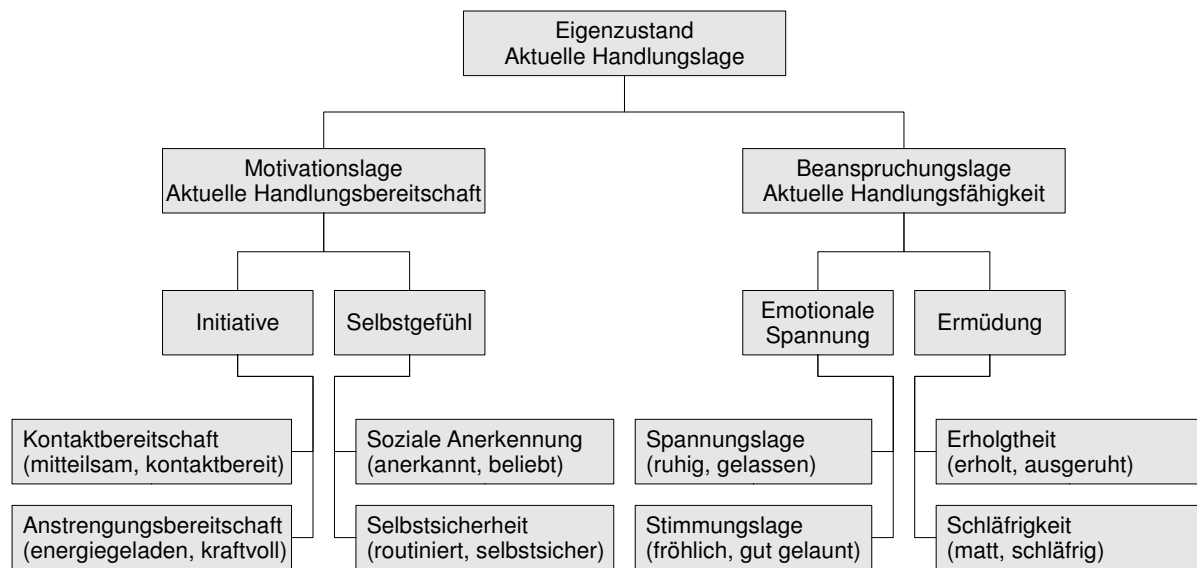 Eigenzustand
Aktuelle Handlungslage
Motivationslage
Aktuelle Handlungsbereitschaft
Beanspruchungslage
Aktuelle Handlungsfähigkeit
Initiative
Selbstgefühl
Emotionale
Spannung
Ermüdung
Kontaktbereitschaft
(mitteilsam, kontaktbereit)
Soziale Anerkennung
(anerkannt, beliebt)
Spannungslage
(ruhig, gelassen)
Erholgtheit
(erholt, ausgeruht)
Anstrengungsbereitschaft
(energiegeladen, kraftvoll)
Selbstsicherheit
(routiniert, selbstsicher)
Stimmungslage
(fröhlich, gut gelaunt)
Schläfrigkeit
(matt, schläfrig)